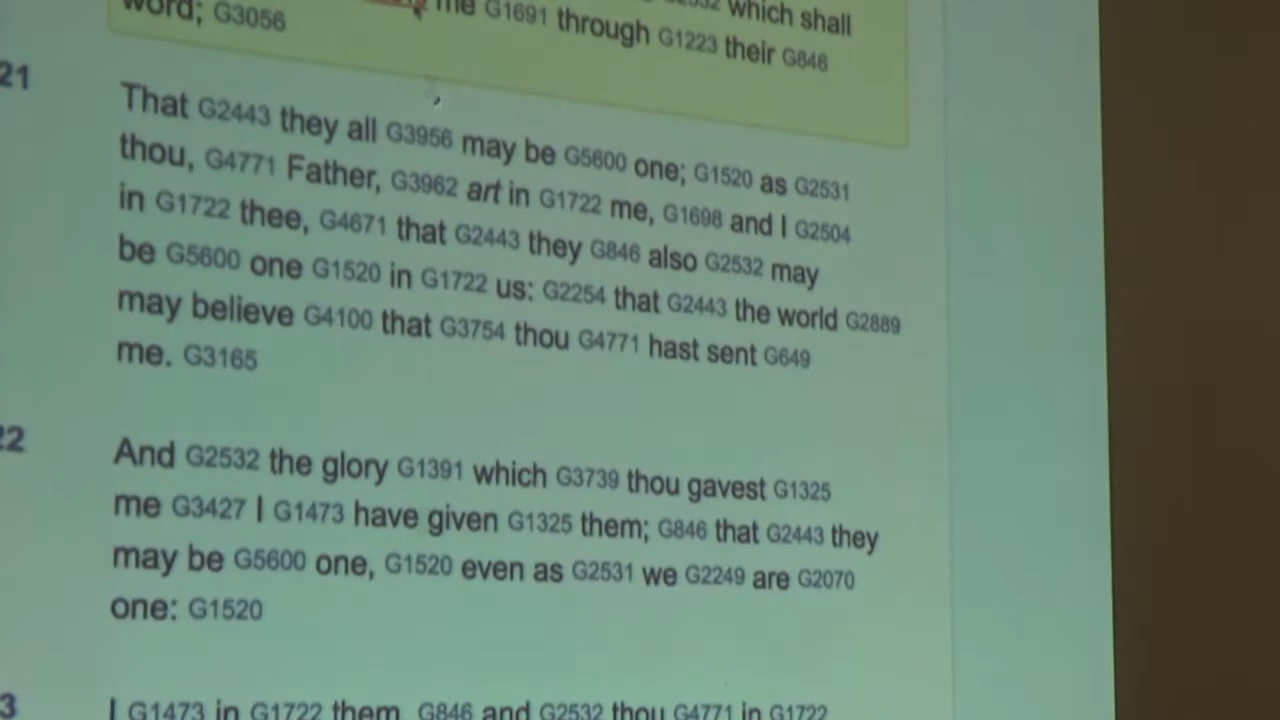 which shall
word; G3056 me G1691 through G1223 their G846
21 That G2443 they all G3956 may be G5600 one; G1520 as G2531
thou, G4771 Father, G3962 art in G1722 me, G1698 and I G2504
in G1722 thee, G4671 that G2443 they G846 also G2532 may
be G5600 one G1520 in G1722 us: G2254 that G2443 the world G2889
may believe G4100 that G3754 thou G4771 hast sent G649
me. G3165
22 And G2532 the glory G1391 which G3739 thou gavest G1325
me G3427 I G1473 have given G1325 them; G846 that G2443 they
may be G5600 one, G1520 even as G2531 we G2249 are G2070
one: G1520
3 I G1473 in G1722 them, G846 and G2532 thou G4771 in G1722